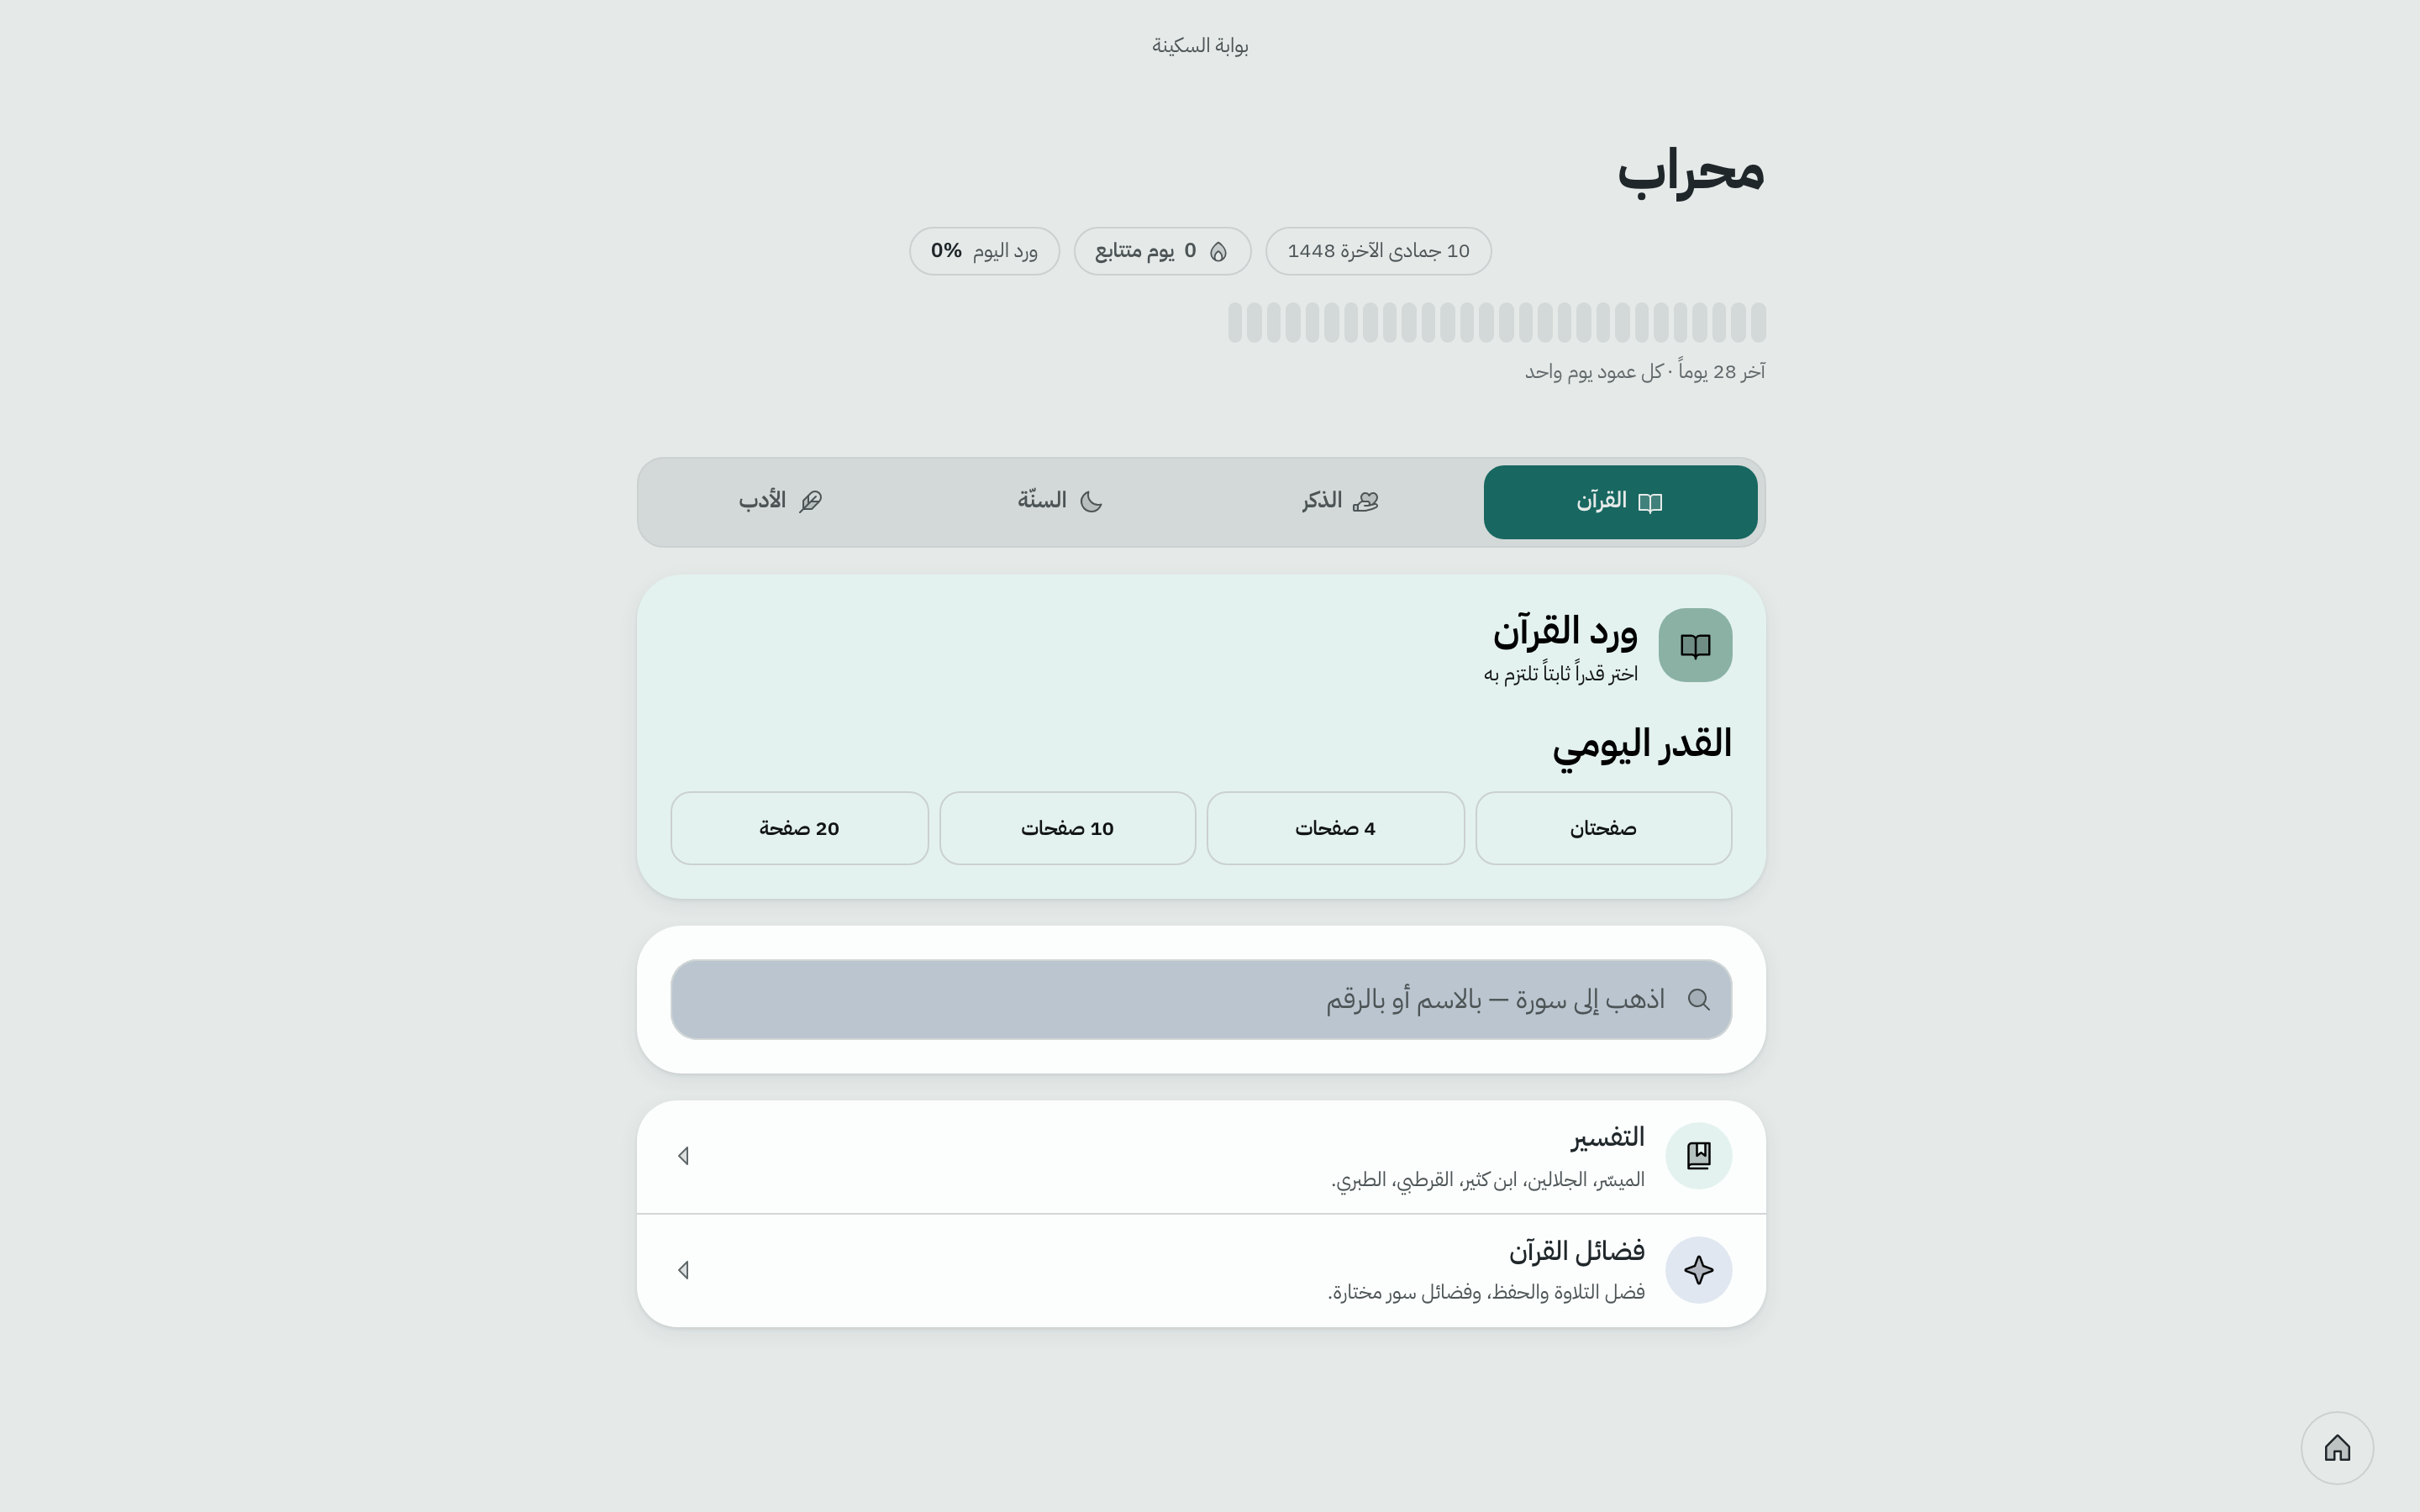 بوابة السكينة
محراب
10 جمادى الآخرة 1448
0 يوم متتابع
ورد اليوم 0%
آخر 28 يوماً · كل عمود يوم واحد
القرآن
الذكر
السنّة
الأدب
ورد القرآن
اختر قدراً ثابتاً تلتزم به
القدر اليومي
صفحتان
4 صفحات
10 صفحات
20 صفحة
اذهب إلى سورة — بالاسم أو بالرقم
التفسير
الميسّر، الجلالين، ابن كثير، القرطبي، الطبري.
فضائل القرآن
فضل التلاوة والحفظ، وفضائل سور مختارة.